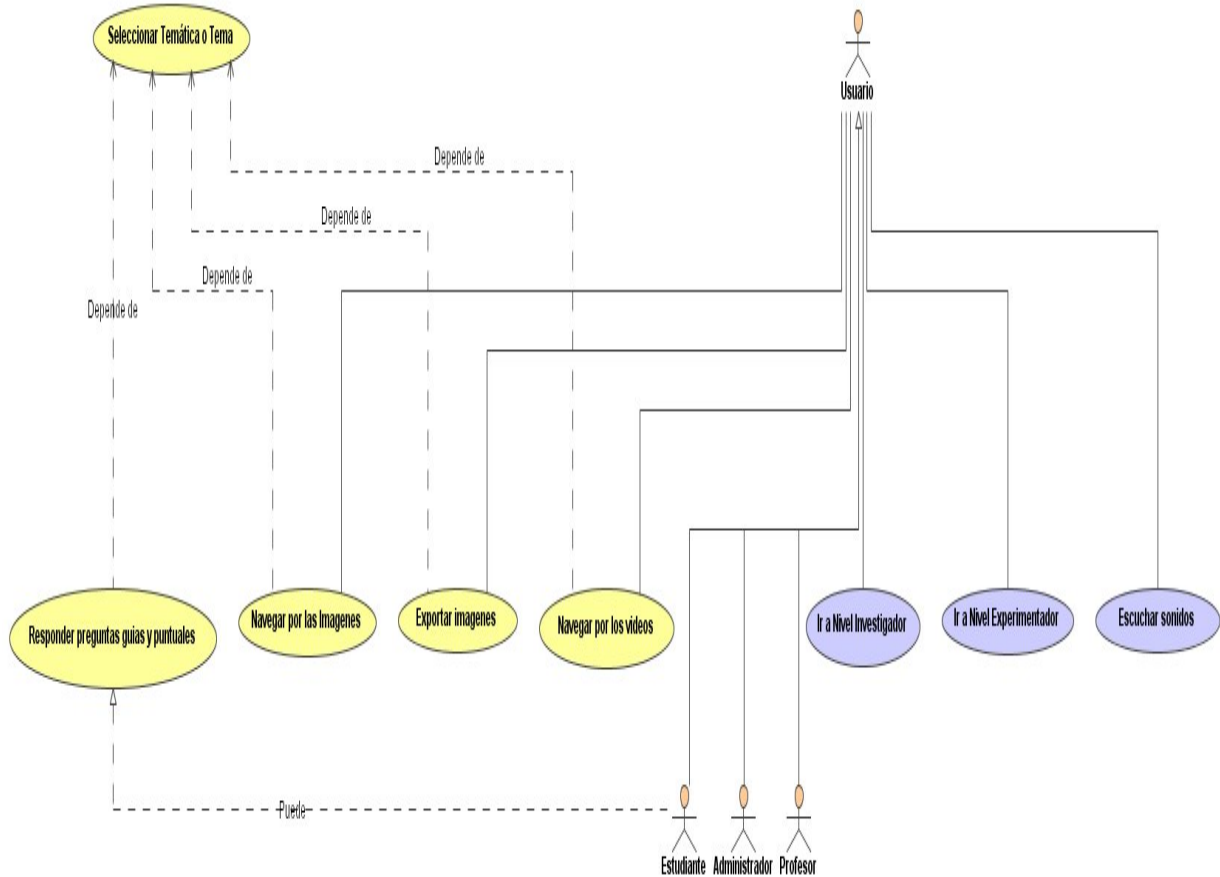 Seleccionar Temática o Tema
Usuario
Depende de
Depende de
Depende de
Depende de
Responder preguntas guias y puntuales
Navegar por las Imagenes
Exportar imagenes
Navegar por los videos
Ir a Nivel Investigador
Ir a Nivel Experimentador
Escuchar sonidos
Puede
Estudiante
Administrador
Profesor